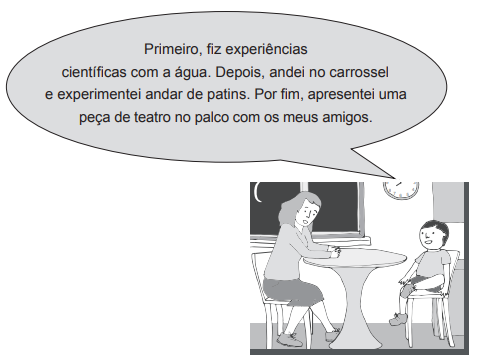 Primeiro, fiz experiências
científicas com a água. Depois, andei no carrossel
e experimentei andar de patins. Por fim, apresentei uma
peça de teatro no palco com os meus amigos.